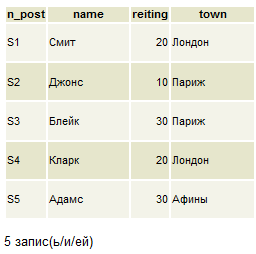 n_post name reiting town
S1 Смит 20 Лондон
S2 Джонс 10 Париж
S3 Блейк 30 Париж
S4 Кларк 20 Лондон
S5 Адамс 30 Афины
5 запис(ь/и/ей)